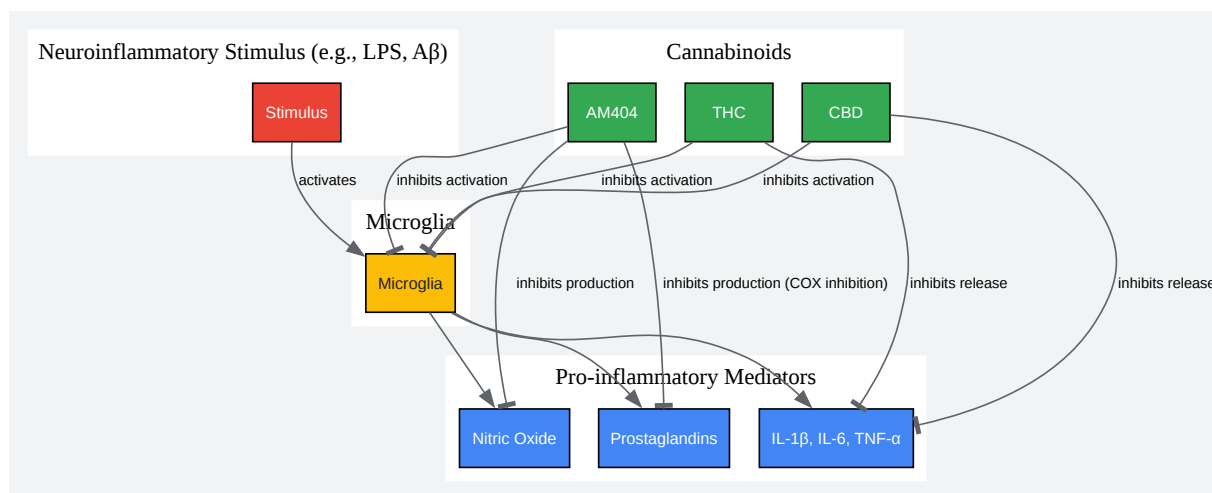 Neuroinflammatory Stimulus (e.g., LPS, Aβ)
Cannabinoids
Stimulus
AM404
THC
CBD
activates
inhibits activation
inhibits activation
inhibits activation
Microglia
Microglia
inhibits production
inhibits production (COX inhibition)
inhibits release
inhibits release
Pro-inflammatory Mediators
Nitric Oxide
Prostaglandins
IL-1β, IL-6, TNF-α